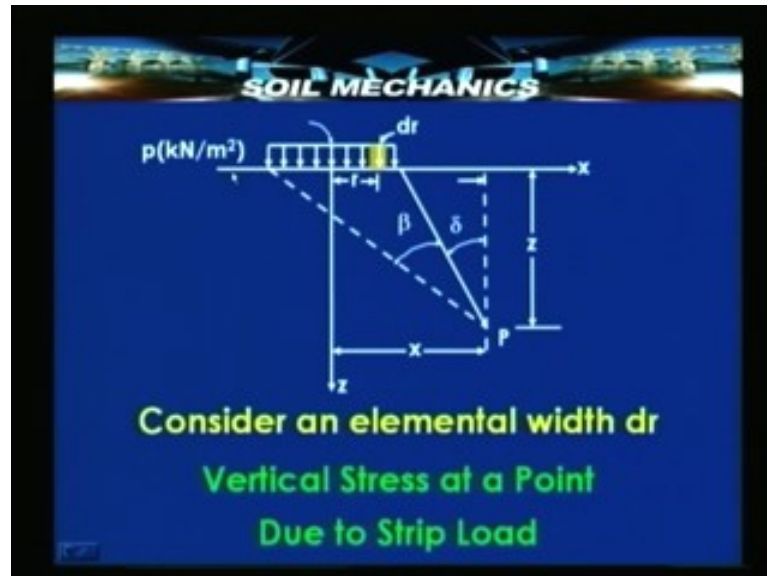 SOIL MECHANICS
dr
p(kN/m²)
x
r
β δ
z
P
x
z
Consider an elemental width dr
Vertical Stress at a Point
Due to Strip Load